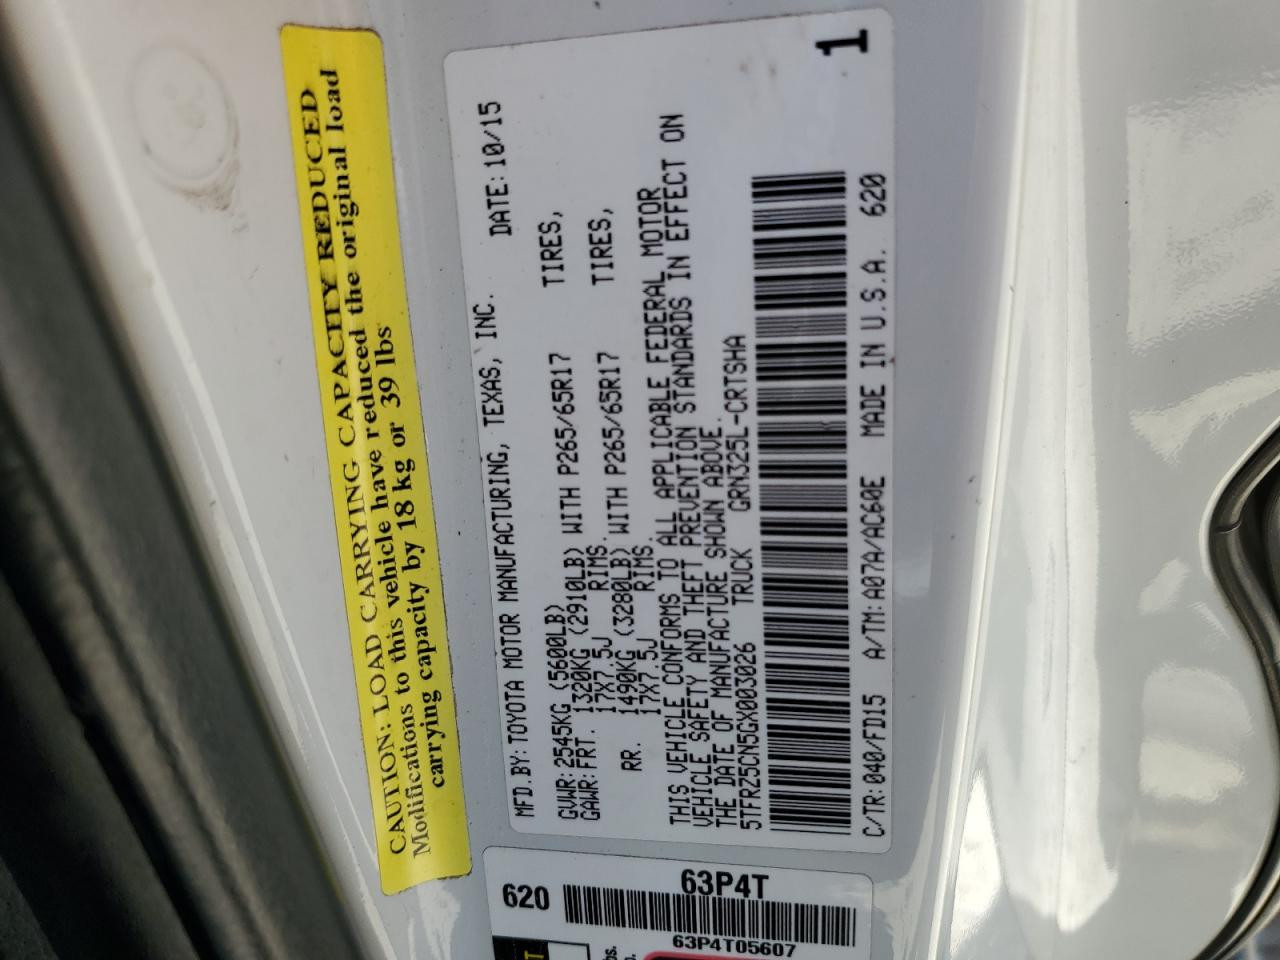 CAUTION: LOAD CARRYING CAPACITY REDUCED
Modifications to this vehicle have reduced the original load
carrying capacity by 18 kg or 39 lbs
MFD.BY: TOYOTA MOTOR MANUFACTURING, TEXAS, INC. DATE: 10/15
GVWR: 2545KG (5600LB)
GAWR: FRT. 1320KG (2910LB) WITH P265/65R17 TIRES,
17X7.5J RIMS.
RR. 1490KG (3280LB) WITH P265/65R17 TIRES,
17X7.5J RIMS.
THIS VEHICLE CONFORMS TO ALL APPLICABLE FEDERAL MOTOR
VEHICLE SAFETY AND THEFT PREVENTION STANDARDS IN EFFECT ON
THE DATE OF MANUFACTURE SHOWN ABOVE.
5TFRZ5CN5GX003026 TRUCK GRN325L-CRTSHA
C/TR: 040/FD15 A/TM: A07A/AC60E MADE IN U.S.A. 620
1
63P4T
620
63P4T05607